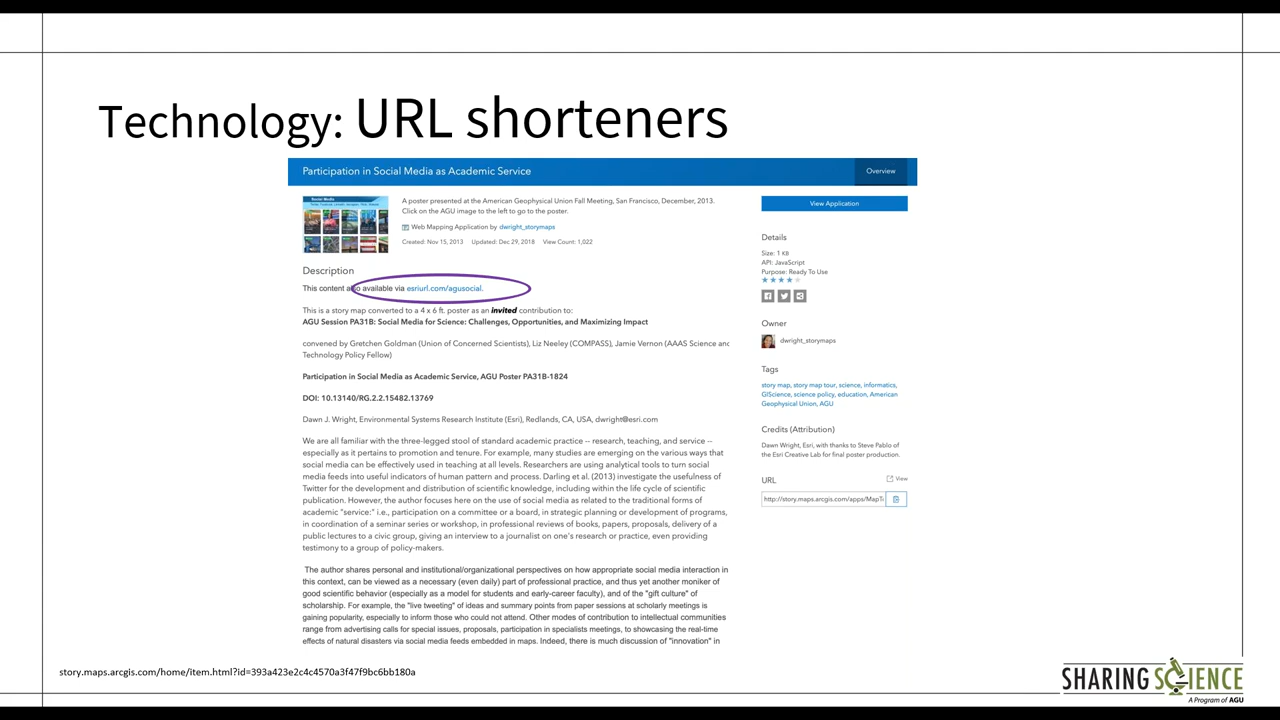 Technology: URL shorteners
Participation in Social Media as Academic Service
Overview
A poster presented at the American Geophysical Union Fall Meeting, San Francisco, December, 2013.
Click on the AGU image to the left to go to the poster.
Web Mapping Application by dwright_storymaps
Created: Nov 15, 2013 Updated: Dec 29, 2018 View Count: 1,022
Description
This content also available via esriurl.com/agusocial.
This is a story map converted to a 4 x 6 ft. poster as an invited contribution to:
AGU Session PA31B: Social Media for Science: Challenges, Opportunities, and Maximizing Impact
convened by Gretchen Goldman (Union of Concerned Scientists), Liz Neeley (COMPASS), Jamie Vernon (AAAS Science and
Technology Policy Fellow)
Participation in Social Media as Academic Service, AGU Poster PA31B-1824
DOI: 10.13140/RG.2.2.15482.13769
Dawn J. Wright, Environmental Systems Research Institute (Esri), Redlands, CA, USA, dwright@esri.com
We are all familiar with the three-legged stool of standard academic practice -- research, teaching, and service --
especially as it pertains to promotion and tenure. For example, many studies are emerging on the various ways that
social media can be effectively used in teaching at all levels. Researchers are using analytical tools to turn social
media feeds into useful indicators of human pattern and process. Darling et al. (2013) investigate the usefulness of
Twitter for the development and distribution of scientific knowledge, including within the life cycle of scientific
publication. However, the author focuses here on the use of social media as related to the traditional forms of
academic "service:" i.e., participation on a committee or a board, in strategic planning or development of programs,
in coordination of a seminar series or workshop, in professional reviews of books, papers, proposals, delivery of a
public lectures to a civic group, giving an interview to a journalist on one's research or practice, even providing
testimony to a group of policy-makers.
The author shares personal and institutional/organizational perspectives on how appropriate social media interaction in
this context, can be viewed as a necessary (even daily) part of professional practice, and thus yet another moniker of
good scientific behavior (especially as a model for students and early-career faculty), and of the "gift culture" of
scholarship. For example, the "live tweeting" of ideas and summary points from paper sessions at scholarly meetings is
gaining popularity, especially to inform those who could not attend. Other modes of contribution to intellectual communities
range from advertising calls for special issues, proposals, participation in specialists meetings, to showcasing the real-time
effects of natural disasters via social media feeds embedded in maps. Indeed, there is much discussion of "innovation" in
View Application
Details
Size: 1 KB
API: JavaScript
Purpose: Ready To Use
Owner
dwright_storymaps
Tags
story map, story map tour, science, informatics,
GIScience, science policy, education, American
Geophysical Union, AGU
Credits (Attribution)
Dawn Wright, Esri, with thanks to Steve Pablo of
the Esri Creative Lab for final poster production.
URL
View
http://story.maps.arcgis.com/apps/MapT
story.maps.arcgis.com/home/item.html?id=393a423e2c4c4570a3f47f9bc6bb180a
SHARING SCIENCE
A Program of AGU